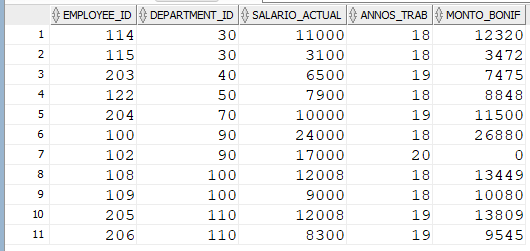 EMPLOYEE_ID DEPARTMENT_ID SALARIO_ACTUAL ANNOS_TRAB MONTO_BONIF
1 114 30 11000 18 12320
2 115 30 3100 18 3472
3 203 40 6500 19 7475
4 122 50 7900 18 8848
5 204 70 10000 19 11500
6 100 90 24000 18 26880
7 102 90 17000 20 0
8 108 100 12008 18 13449
9 109 100 9000 18 10080
10 205 110 12008 19 13809
11 206 110 8300 19 9545